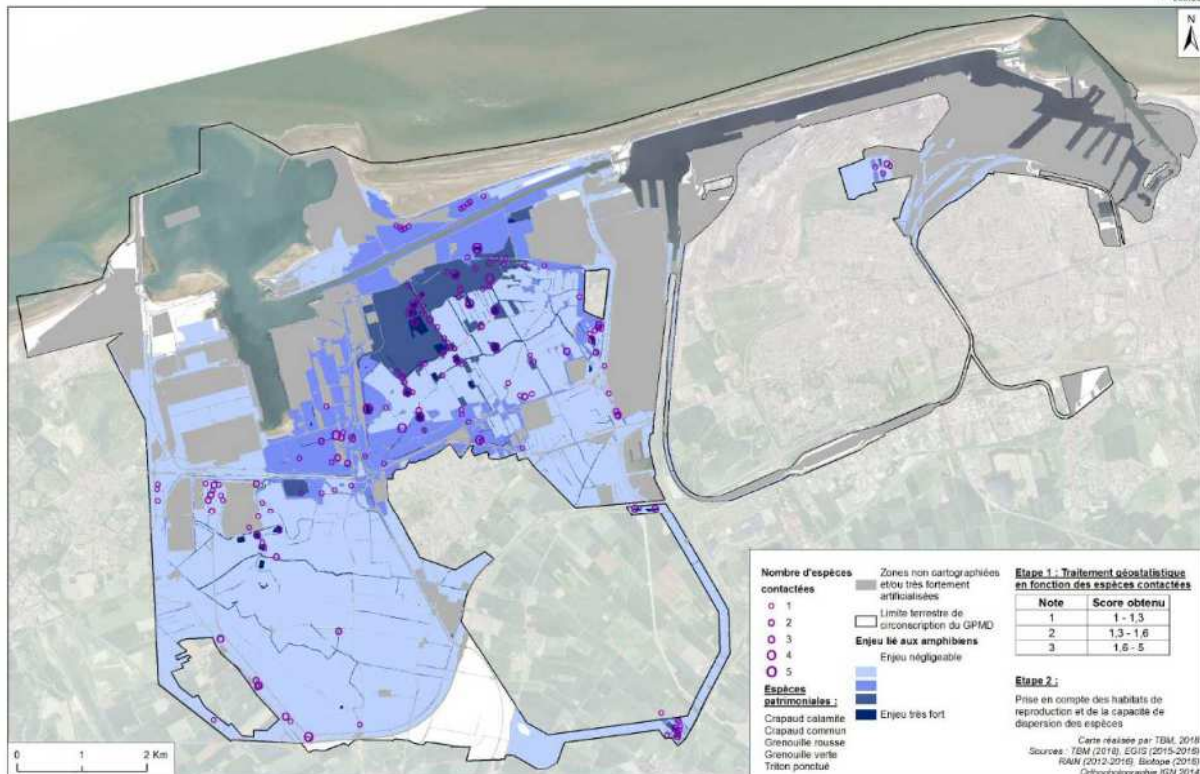 N
Nombre d'espèces
contactées
1
2
3
4
5
Espèces
patrimoniales :
Crapaud calamite
Crapaud commun
Grenouille rousse
Grenouille verte
Triton ponctué
Zones non cartographiées
et/ou très fortement
artificialisées
Limite terrestre de
circonscription du GPMD
Enjeu lié aux amphibiens
Enjeu négligeable
Enjeu très fort
Etape 1 : Traitement géostatistique
en fonction des espèces contactées
Note Score obtenu
1 1 - 1,3
2 1,3 - 1,6
3 1,6 - 5
Etape 2 :
Prise en compte des habitats de
reproduction et de la capacité de
dispersion des espèces
Carte réalisée par TBM, 2018
Sources : TBM (2016), EGIS (2015-2016)
RAIN (2012-2016), Biotope (2016)
Orthophotographie IGN 2014
0 1 2 Km